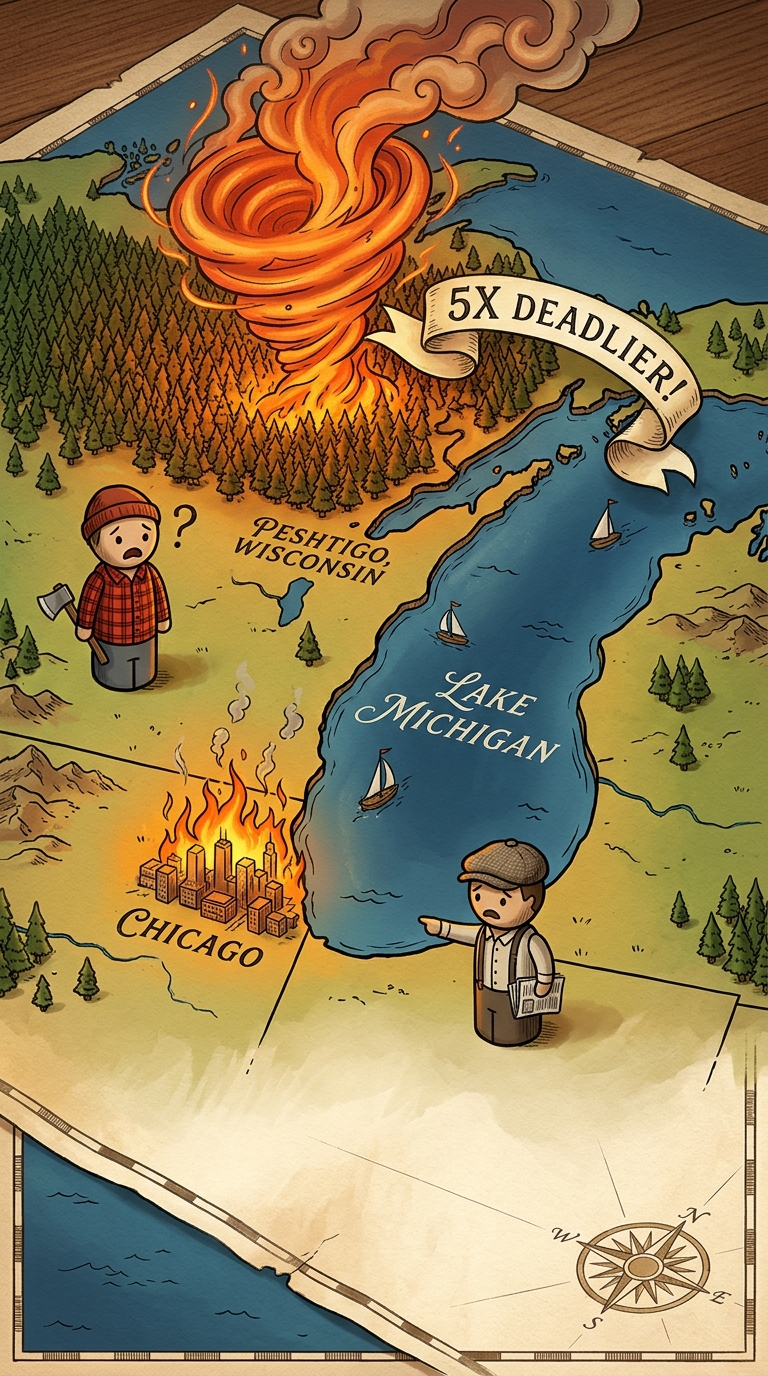 5X DEADLIER!
?
PESHTIGO,
WISCONSIN
LAKE
MICHIGAN
CHICAGO
N
W
E
S